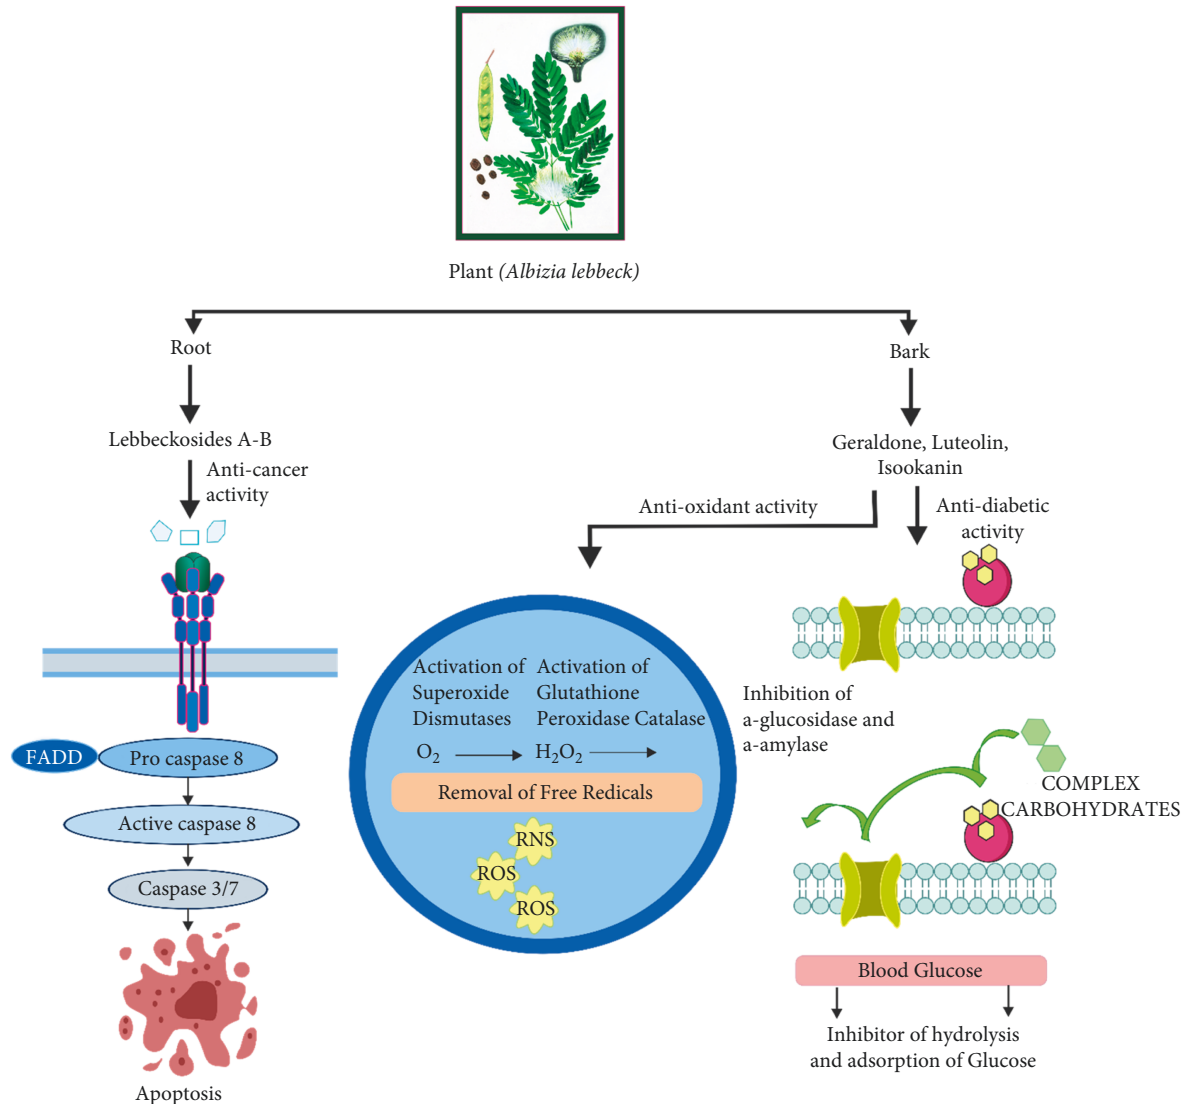 Plant (Albizia lebbeck)
Root
Lebbeckosides A-B
Anti-cancer
activity
FADD
Pro caspase 8
Active caspase 8
Caspase 3/7
Apoptosis
Bark
Geraldone, Luteolin,
Isookanin
Anti-oxidant activity
Activation of
Superoxide
Dismutases
Activation of
Glutathione
Peroxidase Catalase
O₂
H₂O₂
Removal of Free Redicals
RNS
ROS
ROS
Anti-diabetic
activity
Inhibition of
a-glucosidase and
a-amylase
COMPLEX
CARBOHYDRATES
Blood Glucose
Inhibitor of hydrolysis
and adsorption of Glucose